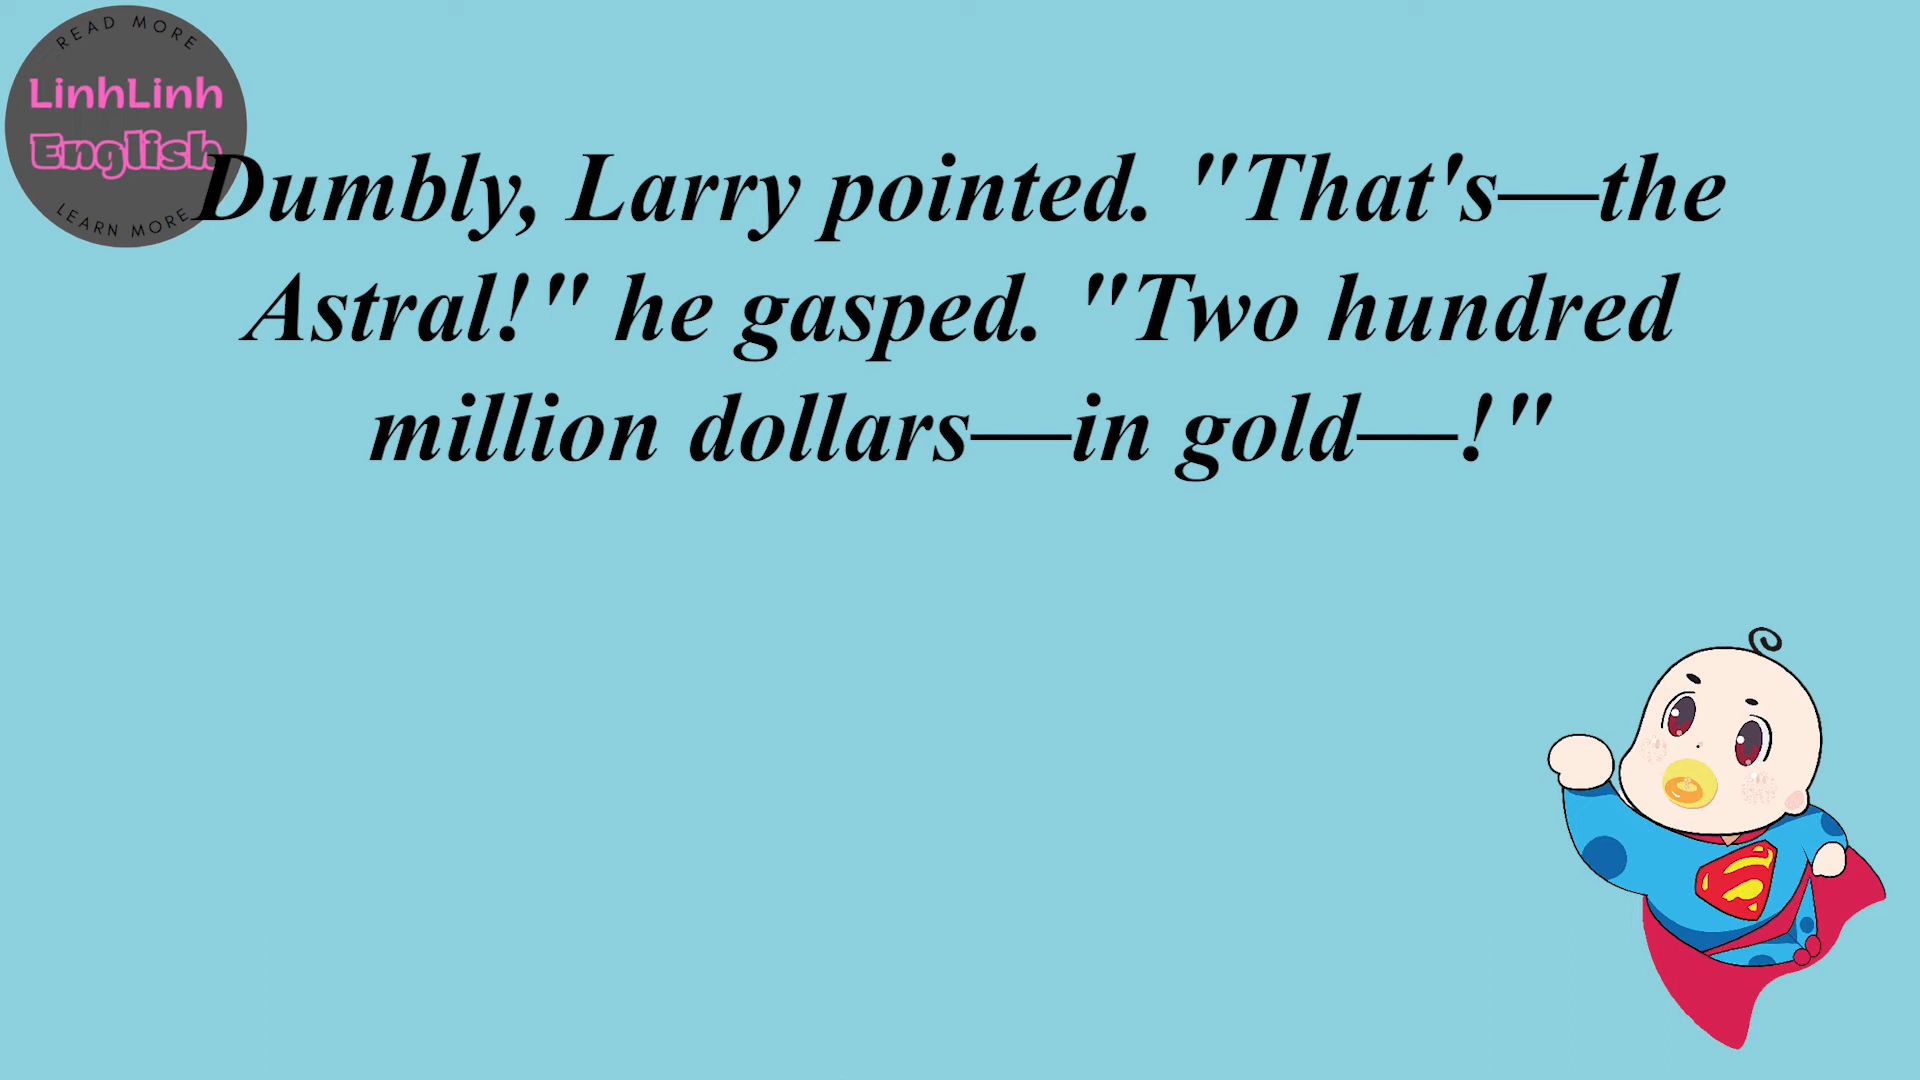 READ MORE
LinhLinh
English
LEARN MORE
Dumbly, Larry pointed. "That's—the
Astral!" he gasped. "Two hundred
million dollars—in gold—!"